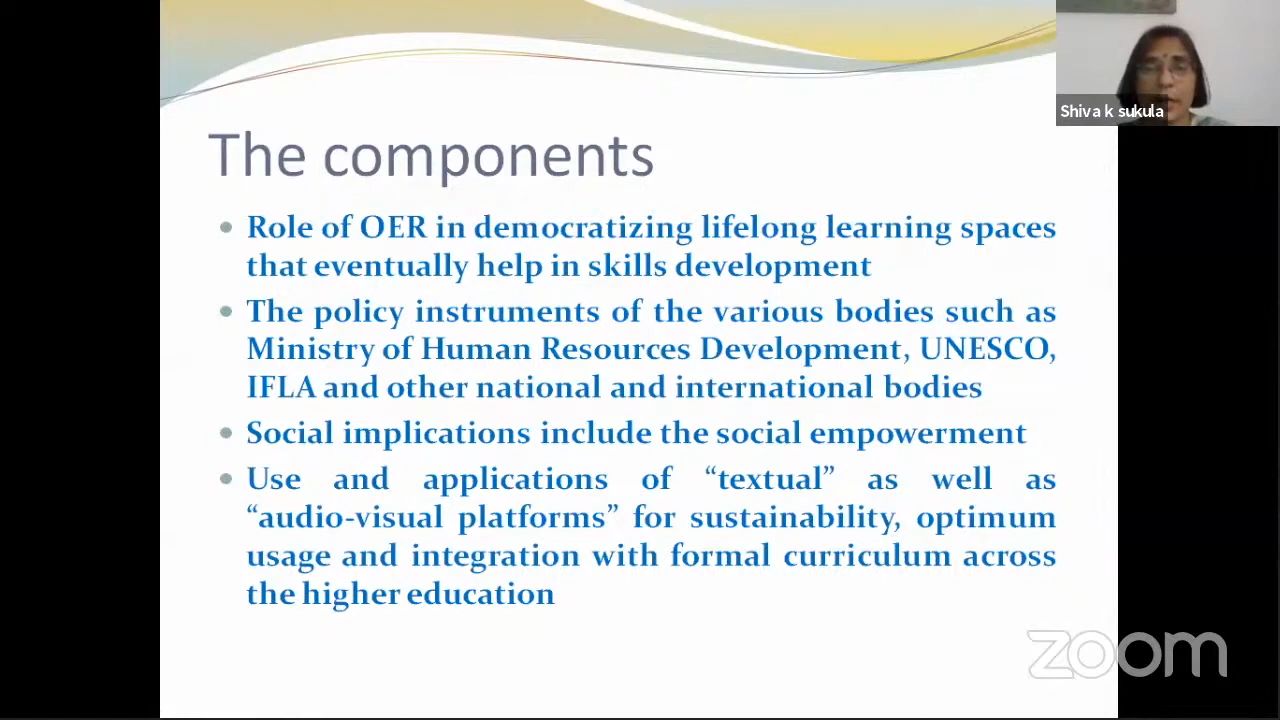 Shiva k sukula
The components
• Role of OER in democratizing lifelong learning spaces
that eventually help in skills development
• The policy instruments of the various bodies such as
Ministry of Human Resources Development, UNESCO,
IFLA and other national and international bodies
• Social implications include the social empowerment
• Use and applications of “textual” as well as
“audio-visual platforms” for sustainability, optimum
usage and integration with formal curriculum across
the higher education
zoom